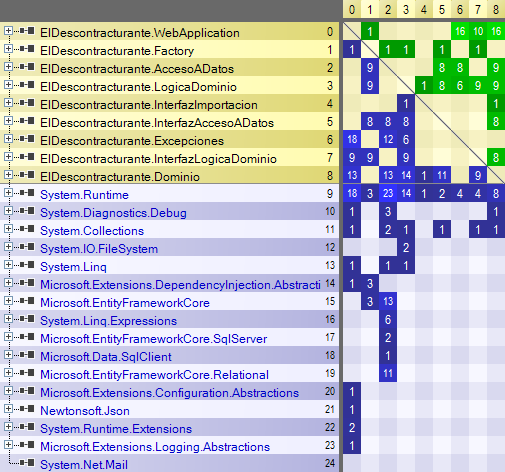 0 1 2 3 4 5 6 7 8
ElDescontracturante.WebApplication 0 1 16 10 16
ElDescontracturante.Factory 1 1 1 1 1 1
ElDescontracturante.AccesoADatos 2 9 8 8 9
ElDescontracturante.LogicaDominio 3 9 1 8 6 9 9
ElDescontracturante.InterfazImportacion 4 1 1
ElDescontracturante.InterfazAccesoADatos 5 8 8 8 8
ElDescontracturante.Excepciones 6 18 12 6
ElDescontracturante.InterfazLogicaDominio 7 9 9 9 8
ElDescontracturante.Dominio 8 13 13 14 1 11 9
System.Runtime 9 18 3 23 14 1 2 4 4 8
System.Diagnostics.Debug 10 1 3 1
System.Collections 11 1 2 1 1 1 1
System.IO.FileSystem 12 2
System.Linq 13 1 1 1
Microsoft.Extensions.DependencyInjection.Abstracti 14 1 3
Microsoft.EntityFrameworkCore 15 3 13
System.Linq.Expressions 16 6
Microsoft.EntityFrameworkCore.SqlServer 17 2
Microsoft.Data.SqlClient 18 1
Microsoft.EntityFrameworkCore.Relational 19 11
Microsoft.Extensions.Configuration.Abstractions 20 1
Newtonsoft.Json 21 1
System.Runtime.Extensions 22 2
Microsoft.Extensions.Logging.Abstractions 23 1
System.Net.Mail 24